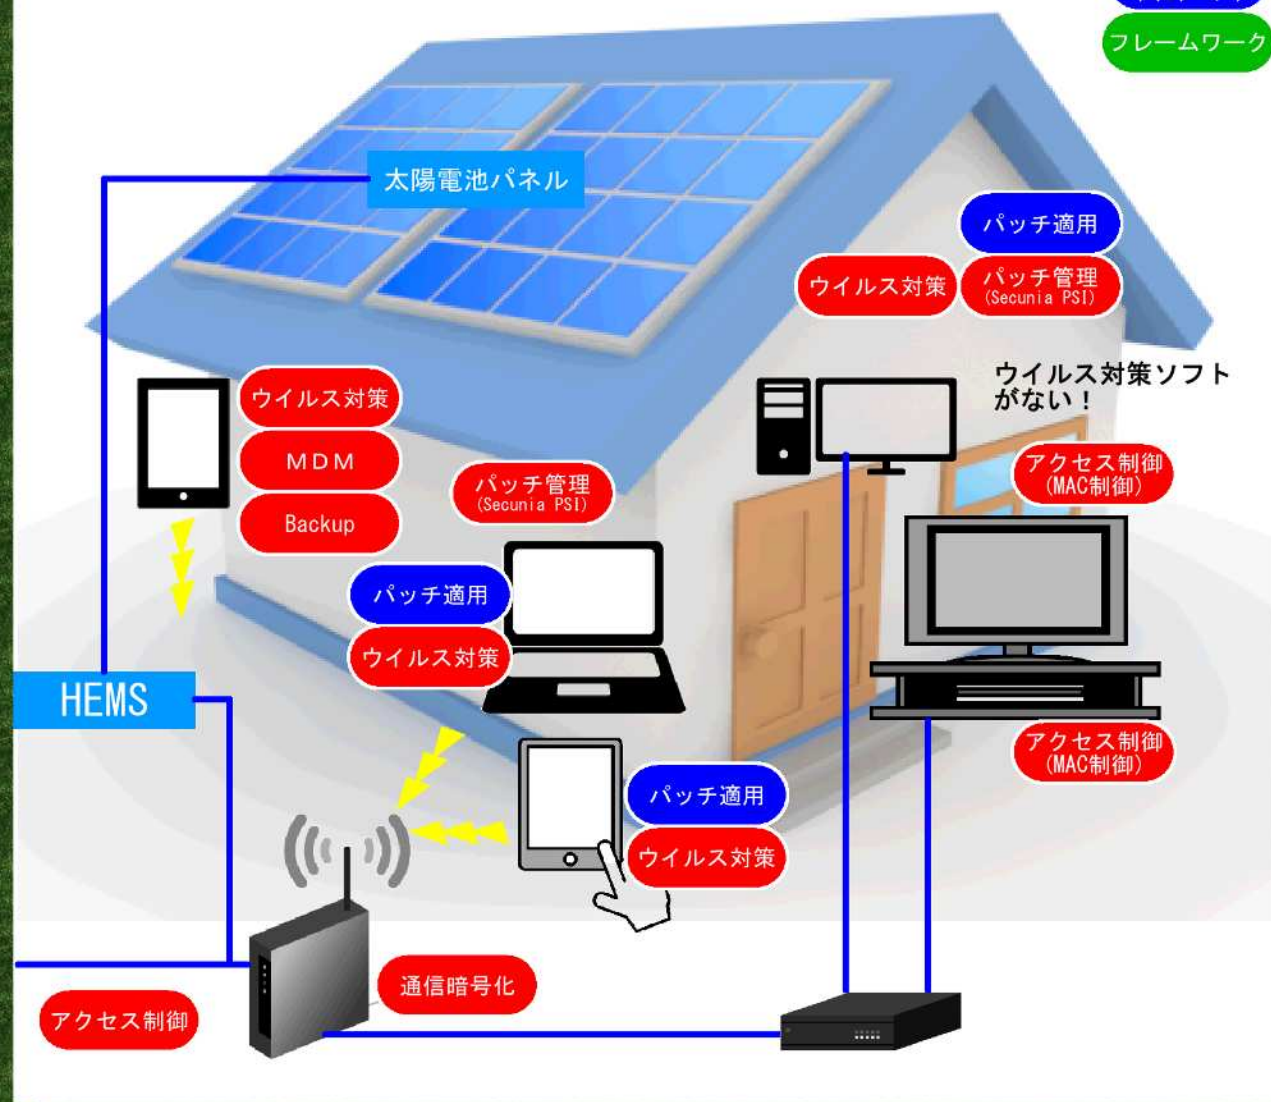 フレームワーク
太陽電池パネル
パッチ適用
ウイルス対策
パッチ管理
(Secunia PSI)
ウイルス対策ソフト
がない！
ウイルス対策
ＭＤＭ
Backup
パッチ管理
(Secunia PSI)
アクセス制御
(MAC制御)
パッチ適用
ウイルス対策
HEMS
アクセス制御
(MAC制御)
パッチ適用
ウイルス対策
通信暗号化
アクセス制御